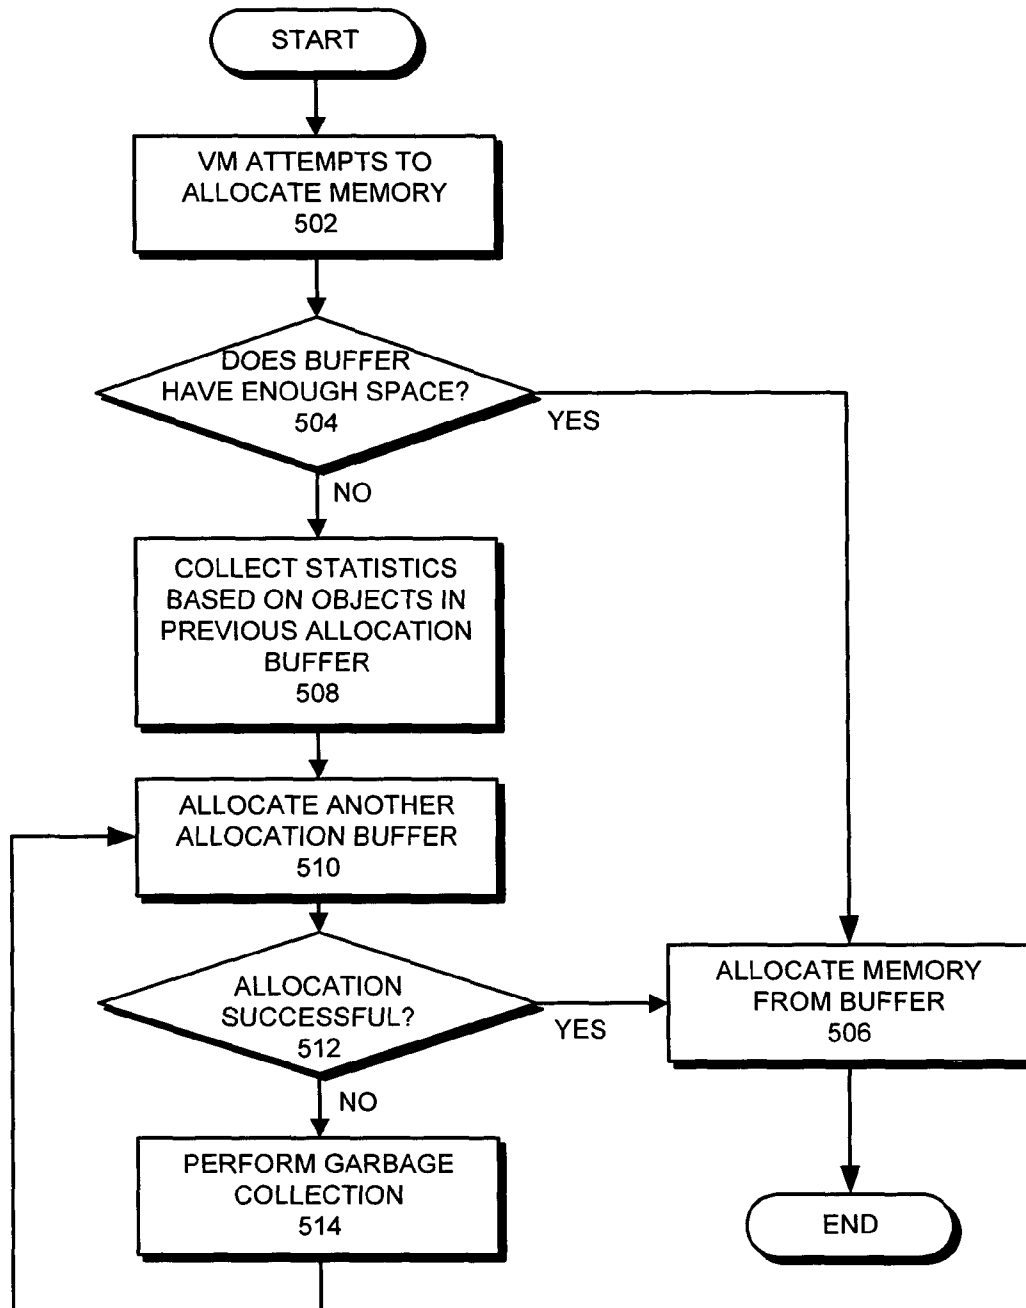 START
VM ATTEMPTS TO
ALLOCATE MEMORY
502
DOES BUFFER
HAVE ENOUGH SPACE?
504
YES
NO
COLLECT STATISTICS
BASED ON OBJECTS IN
PREVIOUS ALLOCATION
BUFFER
508
ALLOCATE ANOTHER
ALLOCATION BUFFER
510
ALLOCATION
SUCCESSFUL?
512
YES
NO
ALLOCATE MEMORY
FROM BUFFER
506
PERFORM GARBAGE
COLLECTION
514
END